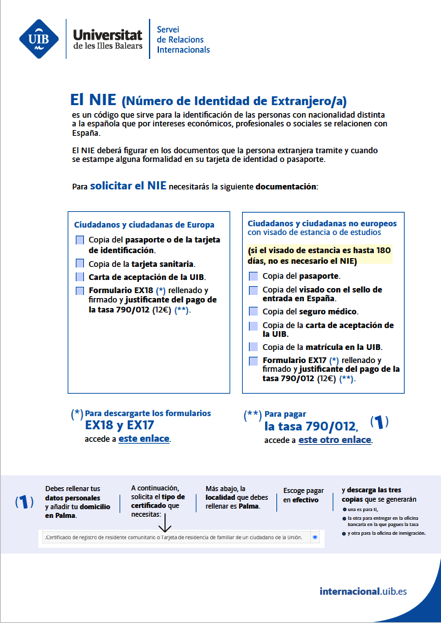 UIB
Universitat
de les Illes Balears
Servei
de Relacions
Internacionals
El NIE (Número de Identidad de Extranjero/a)
es un código que sirve para la identificación de las personas con nacionalidad distinta
a la española que por intereses económicos, profesionales o sociales se relacionen con
España.
El NIE deberá figurar en los documentos que la persona extranjera tramite y cuando
se estampe alguna formalidad en su tarjeta de identidad o pasaporte.
Para solicitar el NIE necesitarás la siguiente documentación:
Ciudadanos y ciudadanas de Europa
Copia del pasaporte o de la tarjeta
de identificación.
Copia de la tarjeta sanitaria.
Carta de aceptación de la UIB.
Formulario EX18 (*) rellenado y
firmado y justificante del pago de
la tasa 790/012 (12€) (**).
Ciudadanos y ciudadanas no europeos
con visado de estancia o de estudios
(si el visado de estancia es hasta 180
días, no es necesario el NIE)
Copia del pasaporte.
Copia del visado con el sello de
entrada en España.
Copia del seguro médico.
Copia de la carta de aceptación de
la UIB.
Copia de la matrícula en la UIB.
Formulario EX17 (*) rellenado y
firmado y justificante del pago de la
tasa 790/012 (12€) (**).
(*) Para descargarte los formularios
EX18 y EX17
accede a este enlace.
(**) Para pagar
la tasa 790/012, (1)
accede a este otro enlace.
(1)
Debes rellenar tus
datos personales
y añadir tu domicilio
en Palma.
A continuación,
solicita el tipo de
certificado que
necesitas:
Más abajo, la
localidad que debes
rellenar es Palma.
Escoge pagar
en efectivo
y descarga las tres
copias que se generarán
una es para ti,
la otra para entregar en la oficina
bancaria en la que pagues la tasa
y otra para la oficina de inmigración.
.Certificado de registro de residente comunitario o Tarjeta de residencia de familiar de un ciudadano de la Unión.
internacional.uib.es